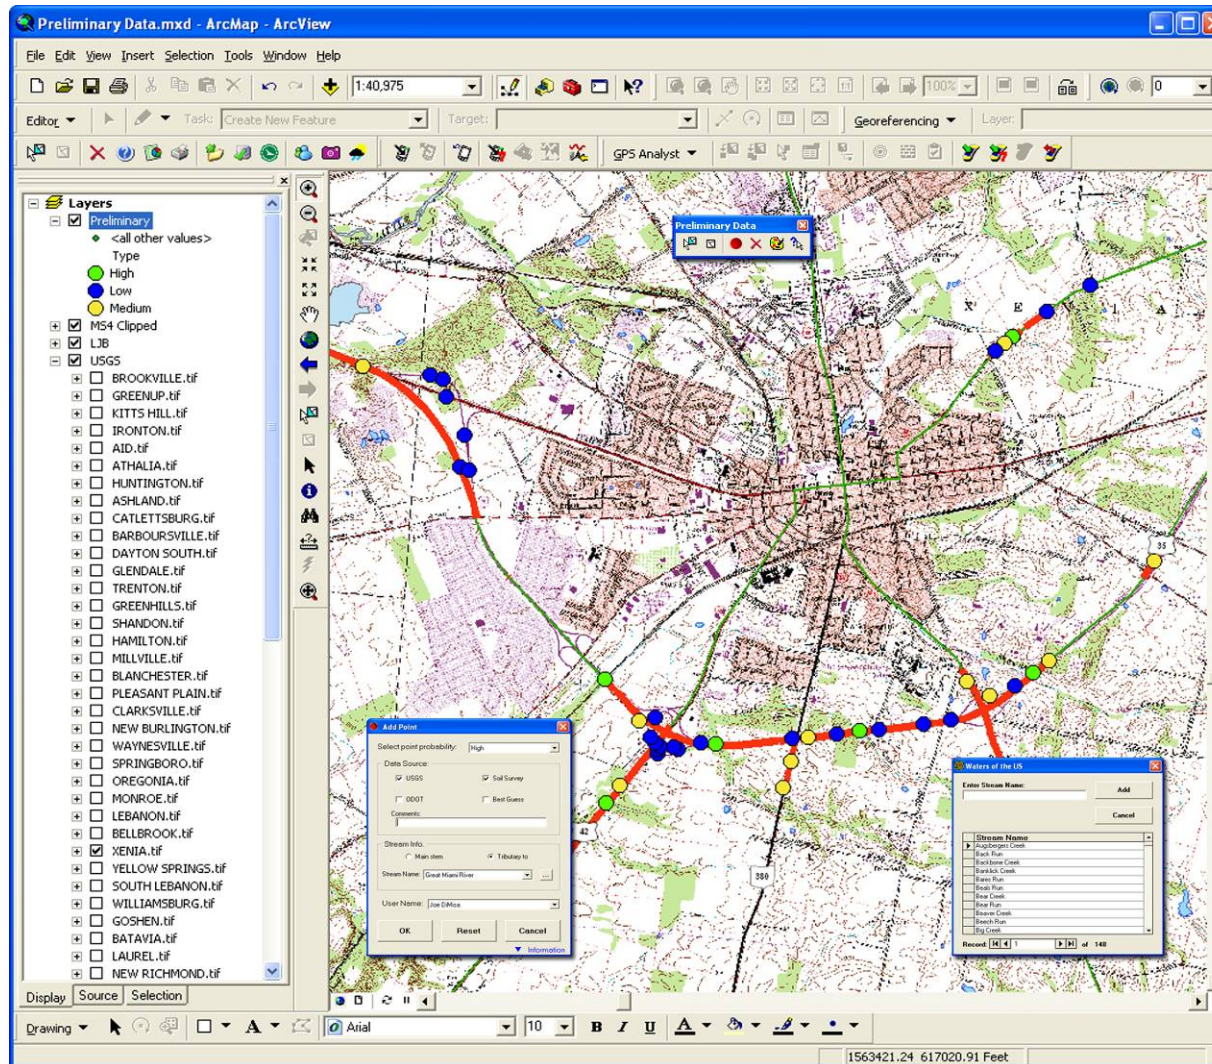 Preliminary Data.mxd - ArcMap - ArcView
File Edit View Insert Selection Tools Window Help
1:40,975 100% 0
Editor Task: Create New Feature Target: Georeferencing Layer:
GPS Analyst
Layers
Preliminary
<all other values>
Type
High
Low
Medium
MS4 Clipped
LJB
USGS
BROOKVILLE.tif
GREENUP.tif
KITTS HILL.tif
IRONTON.tif
AID.tif
ATHALIA.tif
HUNTINGTON.tif
ASHLAND.tif
CATLETTSBURG.tif
BARBOURSVILLE.tif
DAYTON SOUTH.tif
GLENDALE.tif
TRENTON.tif
GREENHILLS.tif
SHANDON.tif
HAMILTON.tif
MILLVILLE.tif
BLANCHESTER.tif
PLEASANT PLAIN.tif
CLARKSVILLE.tif
NEW BURLINGTON.tif
WAYNESVILLE.tif
SPRINGBORO.tif
OREGONIA.tif
MONROE.tif
LEBANON.tif
BELLBROOK.tif
XENIA.tif
YELLOW SPRINGS.tif
SOUTH LEBANON.tif
WILLIAMSBURG.tif
GOSHEN.tif
BATAVIA.tif
LAUREL.tif
NEW RICHMOND.tif
Display Source Selection
Preliminary Data
X E I A
35
42
380
Add Point
Select point probability: High
Data Source:
USGS Soil Survey
ODOT Best Guess
Comments:
Stream Info.
Main stem Tributary to
Stream Name: Great Miami River ...
User Name: Joe DiMisa
OK Reset Cancel
Information
Waters of the US
Enter Stream Name:
Add
Cancel
Stream Name
Augsbergers Creek
Back Run
Backbone Creek
Banklick Creek
Bares Run
Beals Run
Bear Creek
Bear Run
Beaver Creek
Beech Run
Big Creek
Record: 1 of 148
Drawing A Arial 10 B I U A
1563421.24 617020.91 Feet